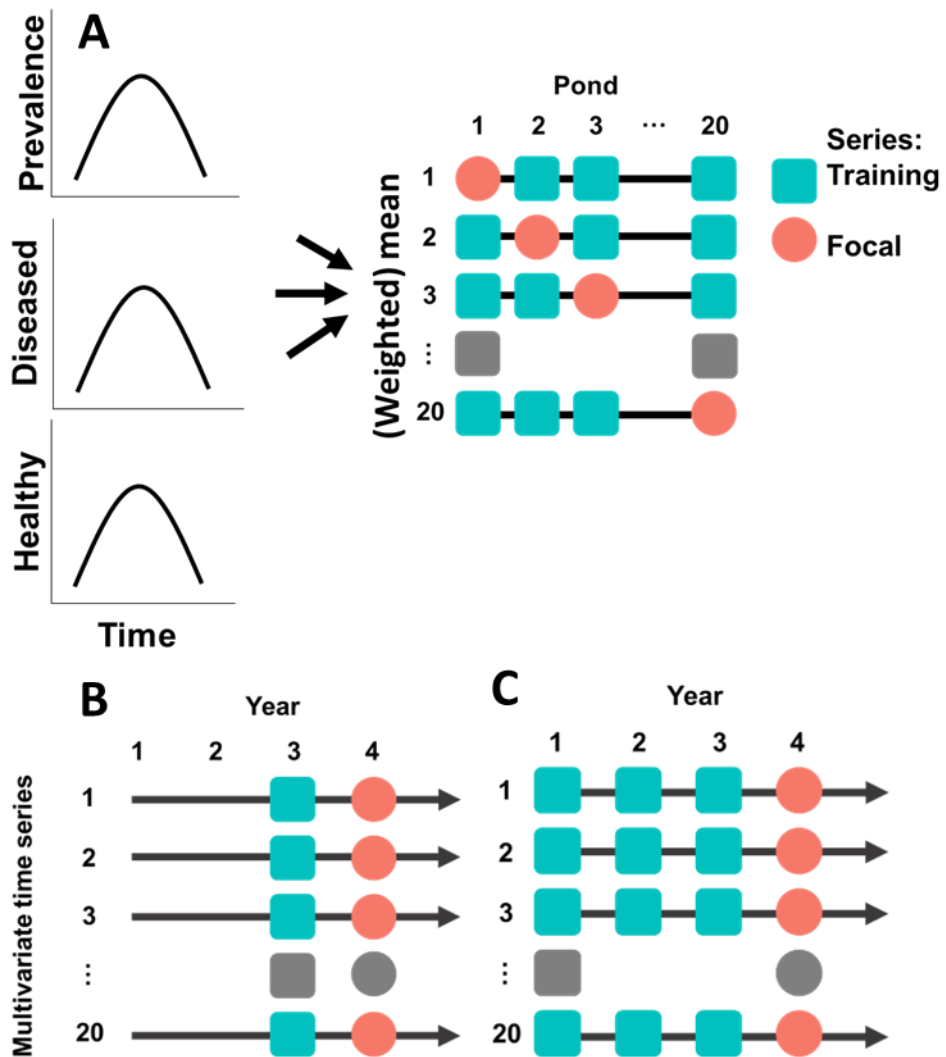 A
Prevalence
Diseased
Healthy
Time
(Weighted) mean
Pond
1 2 3 ... 20
1
2
3
...
20
Series:
Training
Focal
B
Year
1 2 3 4
Multivariate time series
1
2
3
...
20
C
Year
1 2 3 4
1
2
3
...
20